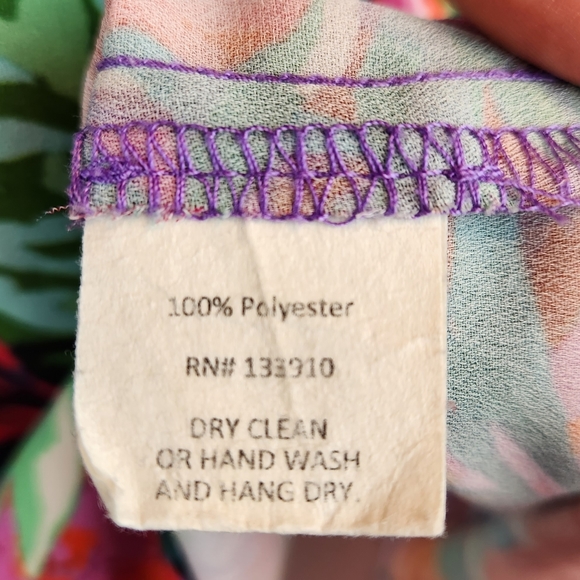 100% Polyester
RN# 133910
DRY CLEAN
OR HAND WASH
AND HANG DRY.